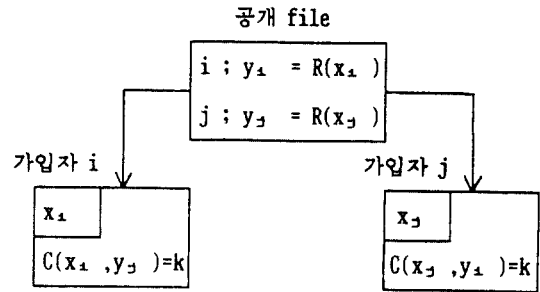 공개 file
i ; yᵢ = R(xᵢ )
j ; yⱼ = R(xⱼ )
가입자 i
가입자 j
xᵢ
xⱼ
C(xᵢ ,yⱼ )=k
C(xⱼ ,yᵢ )=k